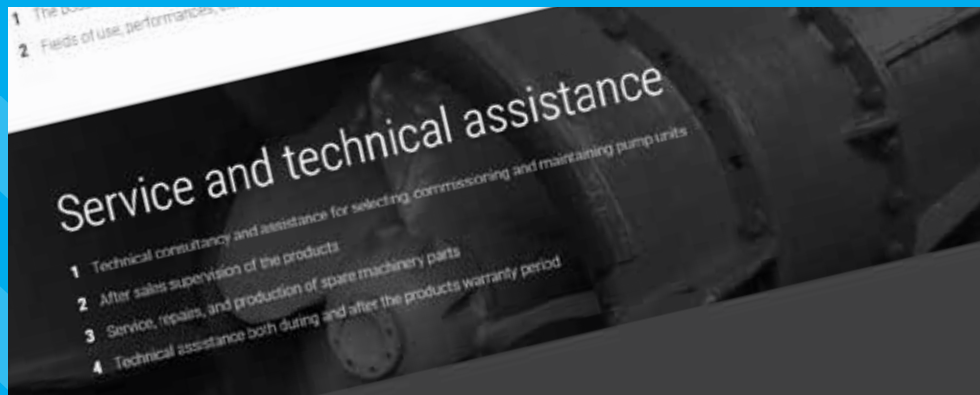 1 The
2 Fields of use, performances,
Service and technical assistance
1 Technical consultancy and assistance for selecting, commissioning and maintaining pump units
2 After sales supervision of the products
3 Service, repairs, and production of spare machinery parts
4 Technical assistance both during and after the products warranty period